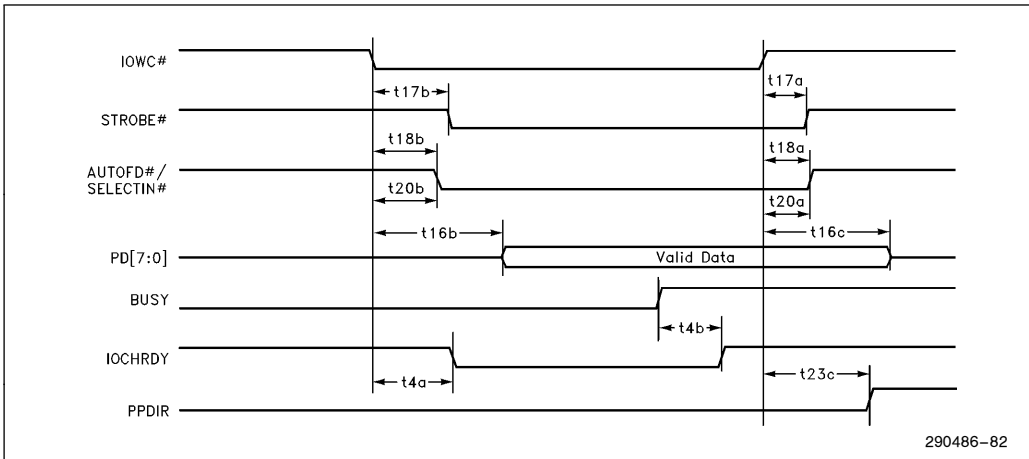 IOWC#
t17a
t17b
STROBE#
t18b
t18a
AUTOFD#/
SELECTIN#
t20b
t20a
t16b
t16c
PD[7:0]
Valid Data
BUSY
t4b
IOCHRDY
t4a
t23c
PPDIR
290486–82